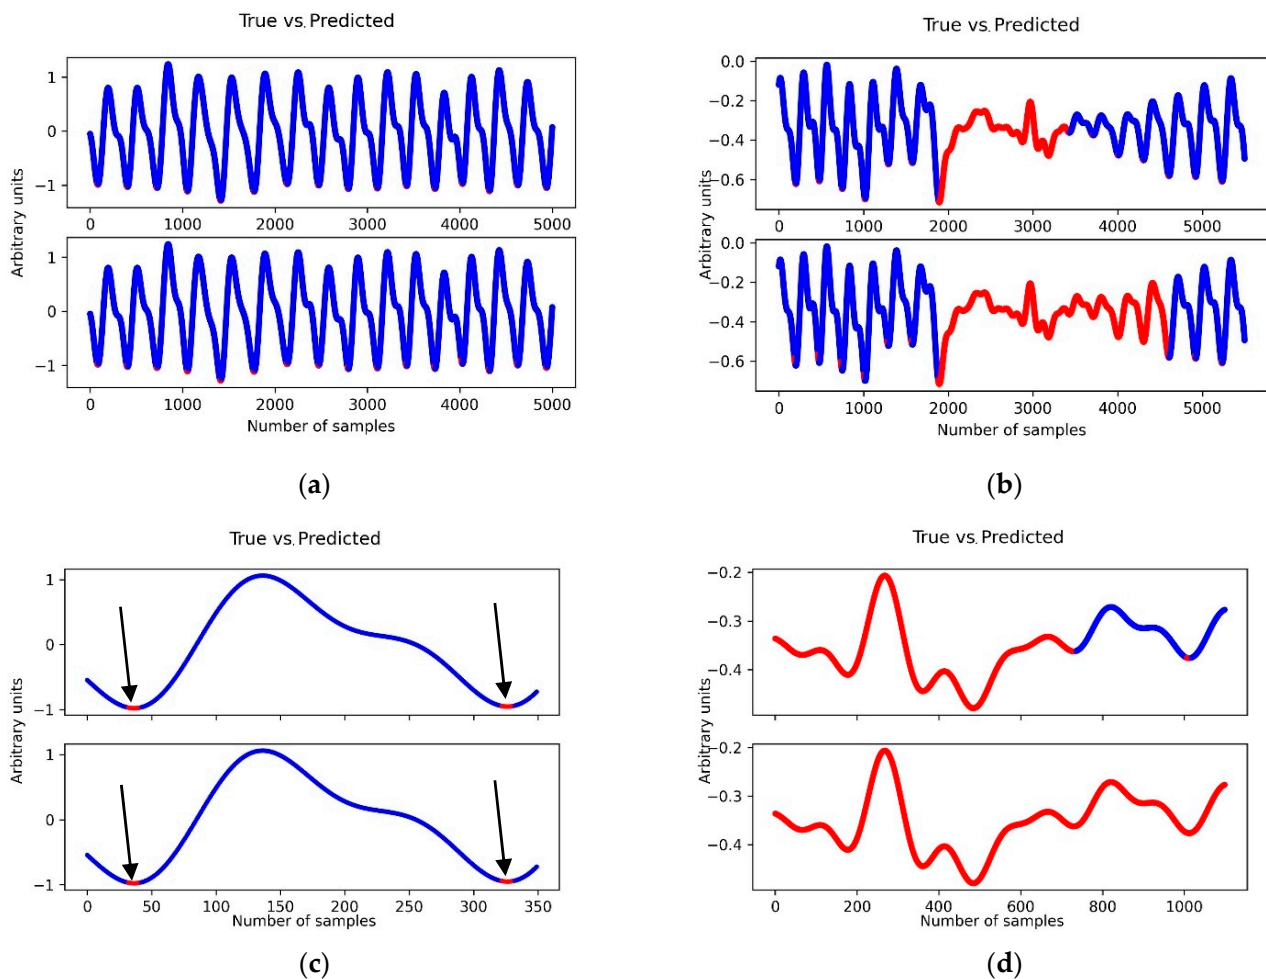 True vs. Predicted
1
0
−1
0 1000 2000 3000 4000 5000
1
0
−1
0 1000 2000 3000 4000 5000
Arbitrary units
Number of samples
(a)
True vs. Predicted
0.0
−0.2
−0.4
−0.6
0 1000 2000 3000 4000 5000
0.0
−0.2
−0.4
−0.6
0 1000 2000 3000 4000 5000
Arbitrary units
Number of samples
(b)
True vs. Predicted
1
0
−1
1
0
−1
0 50 100 150 200 250 300 350
Arbitrary units
Number of samples
(c)
True vs. Predicted
−0.2
−0.3
−0.4
−0.2
−0.3
−0.4
0 200 400 600 800 1000
Arbitrary units
Number of samples
(d)